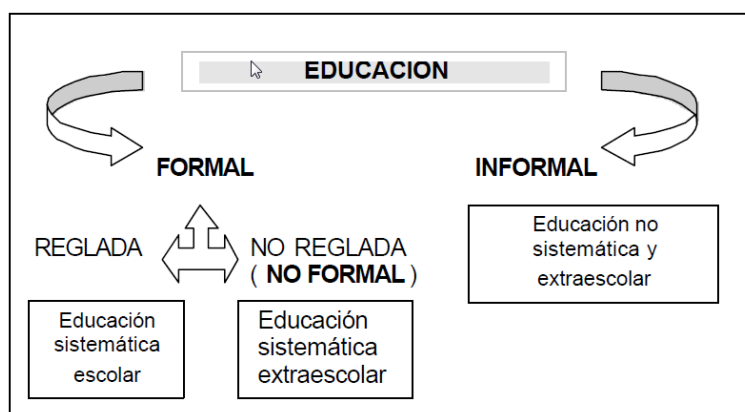 EDUCACION
FORMAL
INFORMAL
REGLADA
NO REGLADA
( NO FORMAL )
Educación no
sistemática y
extraescolar
Educación
sistemática
escolar
Educación
sistemática
extraescolar